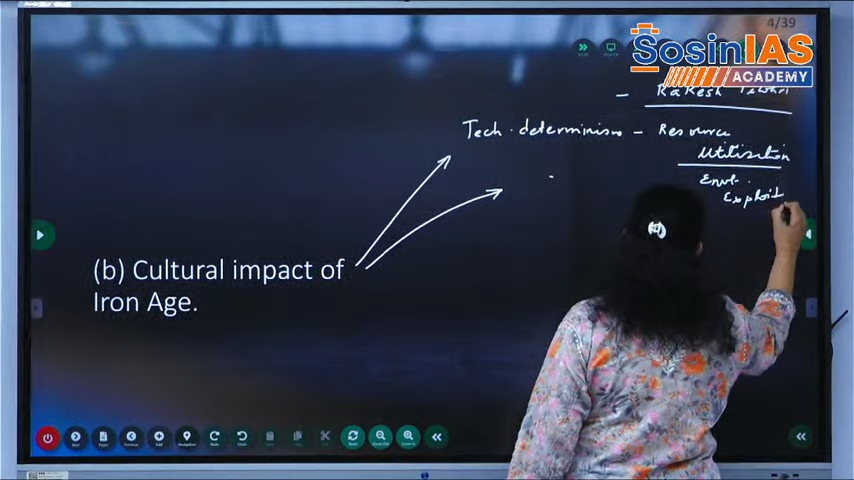 4/39
SosinIAS
ACADEMY
– Rakesh Tewari
Tech. determinism – Resource
Utilisation
Envt.
Exploit
(b) Cultural impact of
Iron Age.